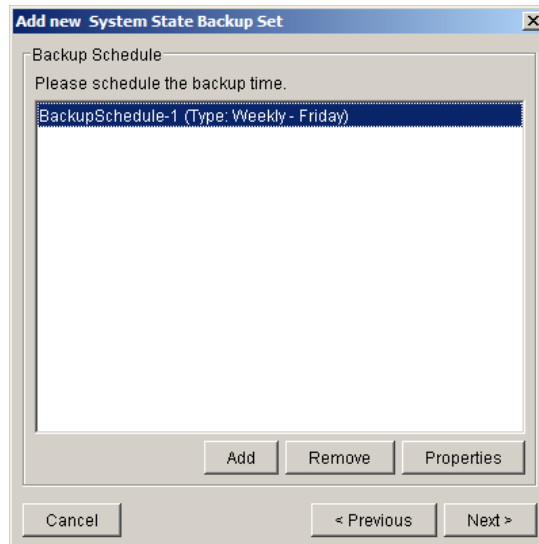 Add new System State Backup Set
Backup Schedule
Please schedule the backup time.
BackupSchedule-1 (Type: Weekly - Friday)
Add Remove Properties
Cancel < Previous Next >